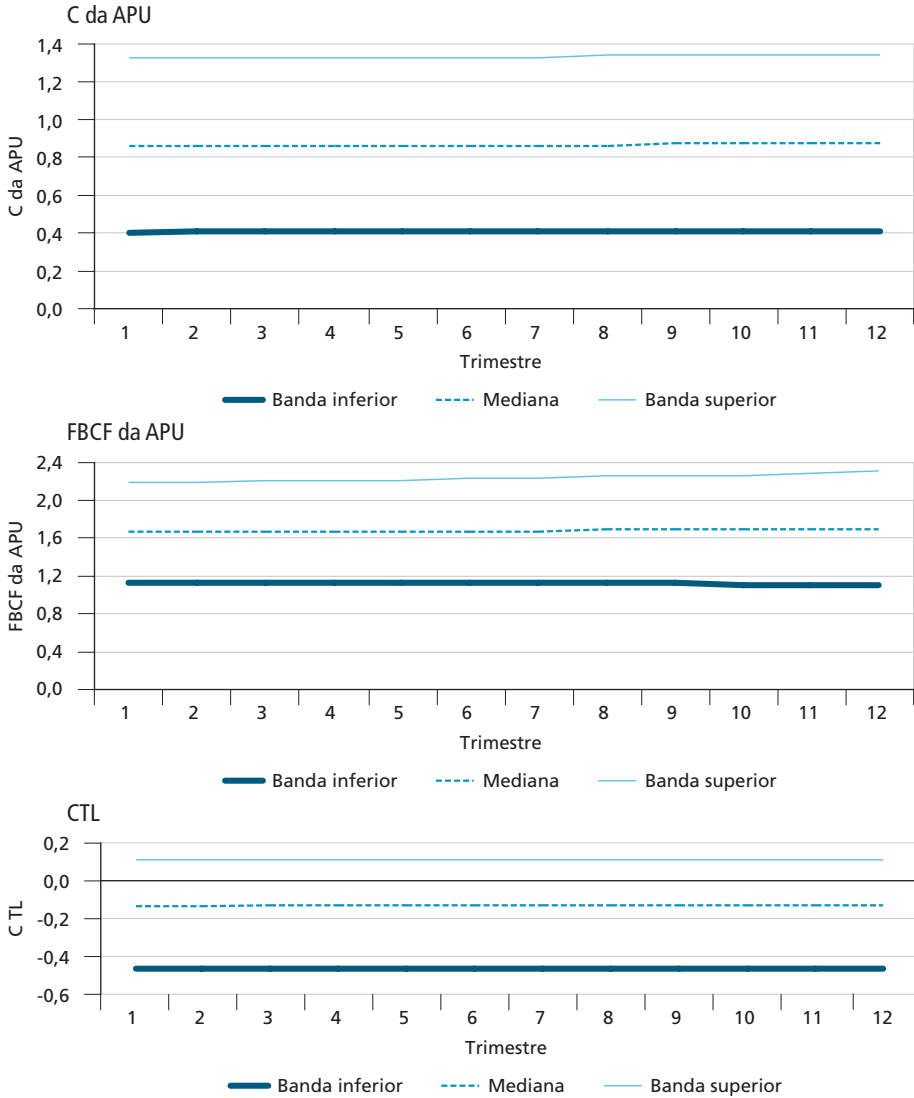 C da APU
1,4
1,2
1,0
0,8
0,6
0,4
0,2
0,0
C da APU
1 2 3 4 5 6 7 8 9 10 11 12
Trimestre
Banda inferior Mediana Banda superior
FBCF da APU
2,4
2,0
1,6
1,2
0,8
0,4
0,0
FBCF da APU
1 2 3 4 5 6 7 8 9 10 11 12
Trimestre
Banda inferior Mediana Banda superior
CTL
0,2
0,0
-0,2
-0,4
-0,6
C TL
1 2 3 4 5 6 7 8 9 10 11 12
Trimestre
Banda inferior Mediana Banda superior